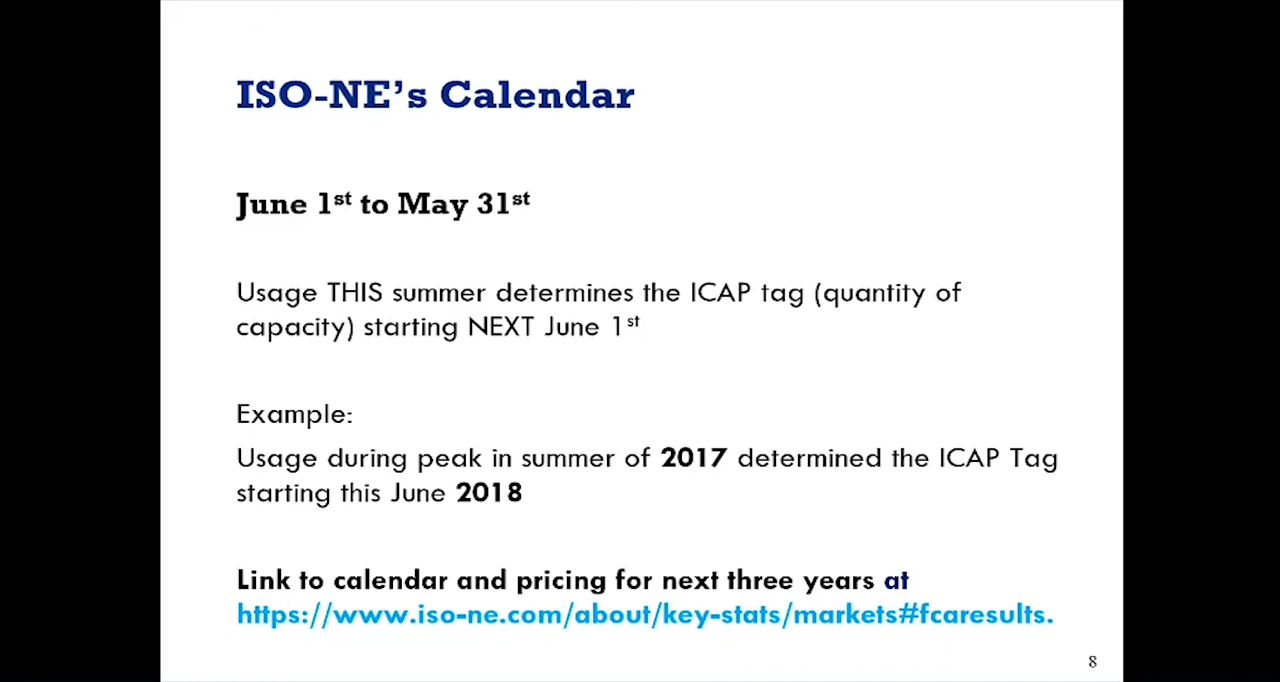 ISO-NE’s Calendar
June 1st to May 31st
Usage THIS summer determines the ICAP tag (quantity of
capacity) starting NEXT June 1st
Example:
Usage during peak in summer of 2017 determined the ICAP Tag
starting this June 2018
Link to calendar and pricing for next three years at
https://www.iso-ne.com/about/key-stats/markets#fcaresults.
8